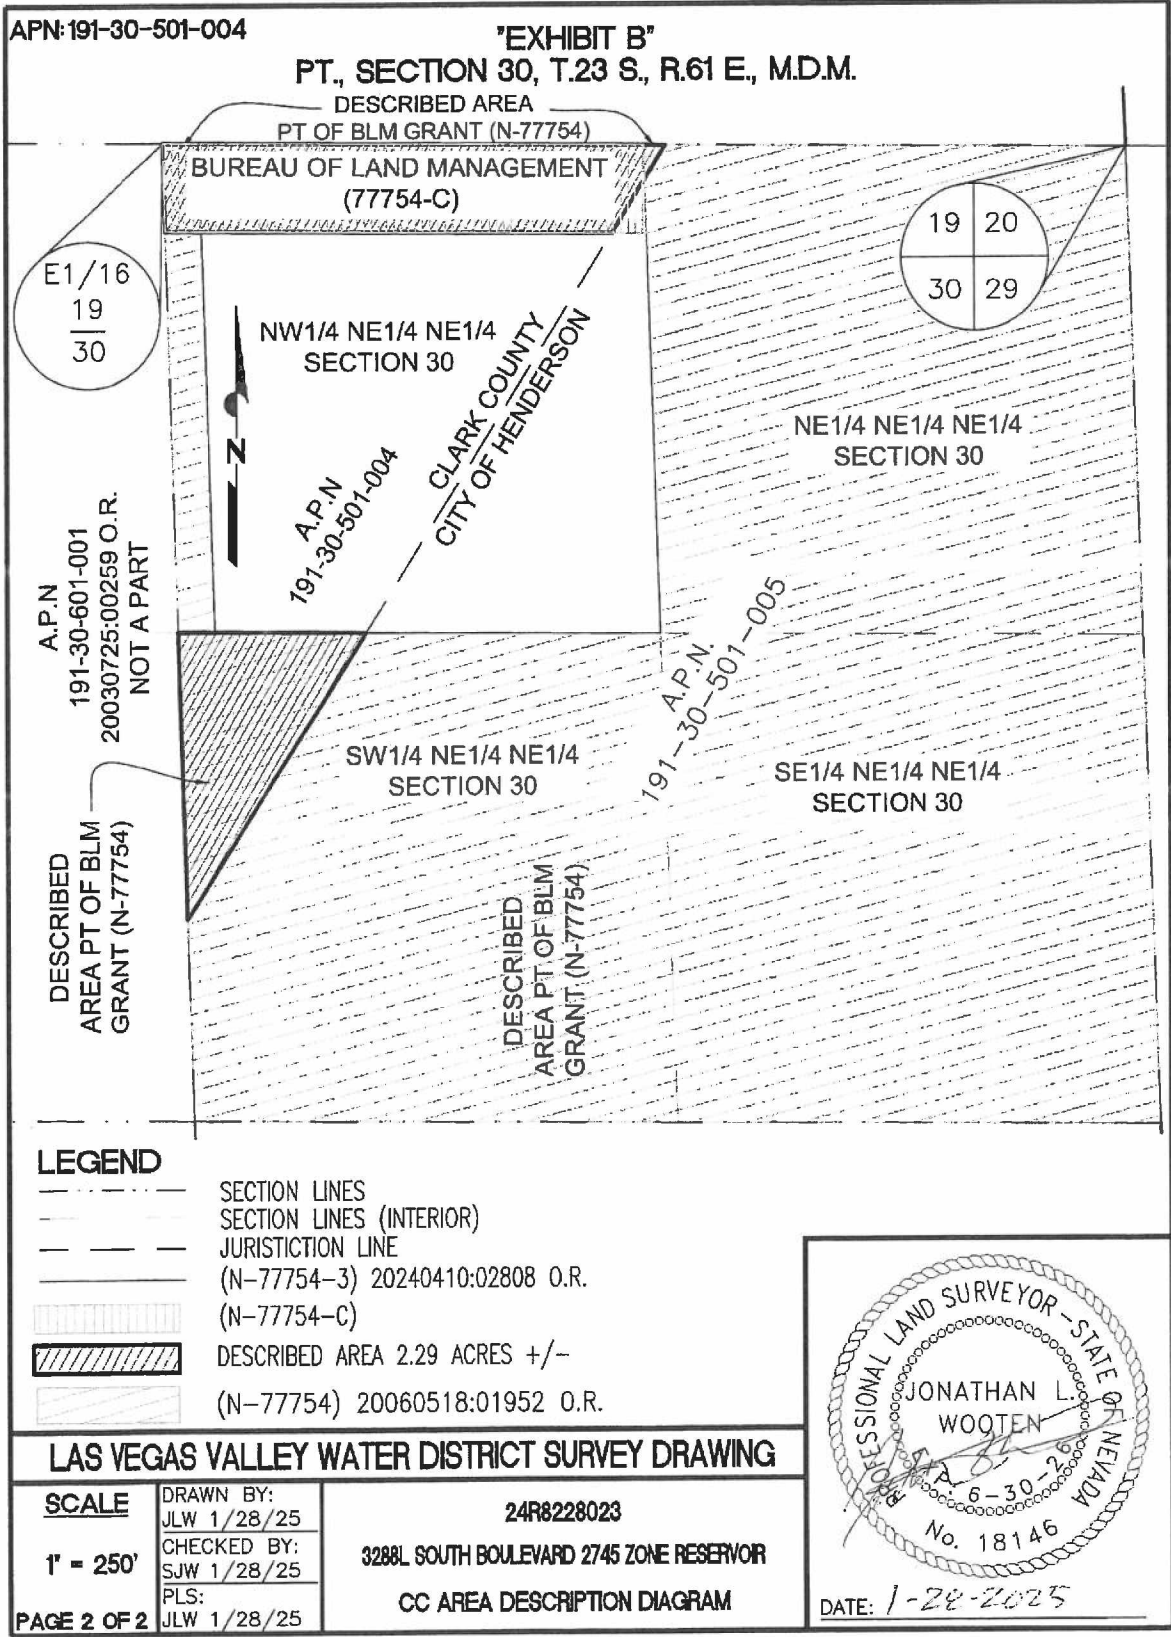 APN:191-30-501-004
"EXHIBIT B"
PT., SECTION 30, T.23 S., R.61 E., M.D.M.
DESCRIBED AREA
PT OF BLM GRANT (N-77754)
BUREAU OF LAND MANAGEMENT
(77754-C)
E1/16
19
30
19 20
30 29
NW1/4 NE1/4 NE1/4
SECTION 30
N
CLARK COUNTY
CITY OF HENDERSON
A.P.N
191-30-501-004
NE1/4 NE1/4 NE1/4
SECTION 30
A.P.N
191-30-601-001
20030725:00259 O.R.
NOT A PART
A.P.N.
191-30-501-005
SW1/4 NE1/4 NE1/4
SECTION 30
SE1/4 NE1/4 NE1/4
SECTION 30
DESCRIBED
AREA PT OF BLM
GRANT (N-77754)
DESCRIBED
AREA PT OF BLM
GRANT (N-77754)
LEGEND
SECTION LINES
SECTION LINES (INTERIOR)
JURISTICTION LINE
(N-77754-3) 20240410:02808 O.R.
(N-77754-C)
DESCRIBED AREA 2.29 ACRES +/-
(N-77754) 20060518:01952 O.R.
LAS VEGAS VALLEY WATER DISTRICT SURVEY DRAWING
SCALE
1" = 250'
PAGE 2 OF 2
DRAWN BY:
JLW 1/28/25
CHECKED BY:
SJW 1/28/25
PLS:
JLW 1/28/25
24R8228023
3288L SOUTH BOULEVARD 2745 ZONE RESERVOIR
CC AREA DESCRIPTION DIAGRAM
PROFESSIONAL LAND SURVEYOR - STATE OF NEVADA
JONATHAN L.
WOOTEN
EXP. 6-30-26
No. 18146
DATE: 1-28-2025